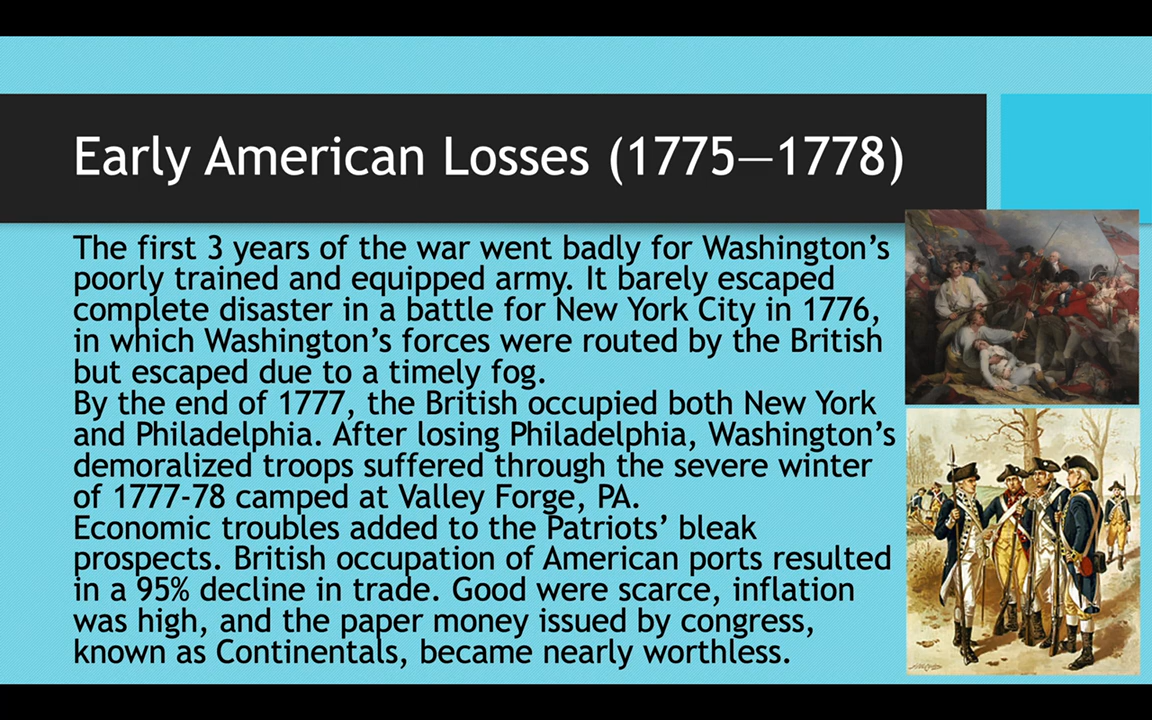 Early American Losses (1775—1778)
The first 3 years of the war went badly for Washington’s
poorly trained and equipped army. It barely escaped
complete disaster in a battle for New York City in 1776,
in which Washington’s forces were routed by the British
but escaped due to a timely fog.
By the end of 1777, the British occupied both New York
and Philadelphia. After losing Philadelphia, Washington’s
demoralized troops suffered through the severe winter
of 1777-78 camped at Valley Forge, PA.
Economic troubles added to the Patriots’ bleak
prospects. British occupation of American ports resulted
in a 95% decline in trade. Good were scarce, inflation
was high, and the paper money issued by congress,
known as Continentals, became nearly worthless.